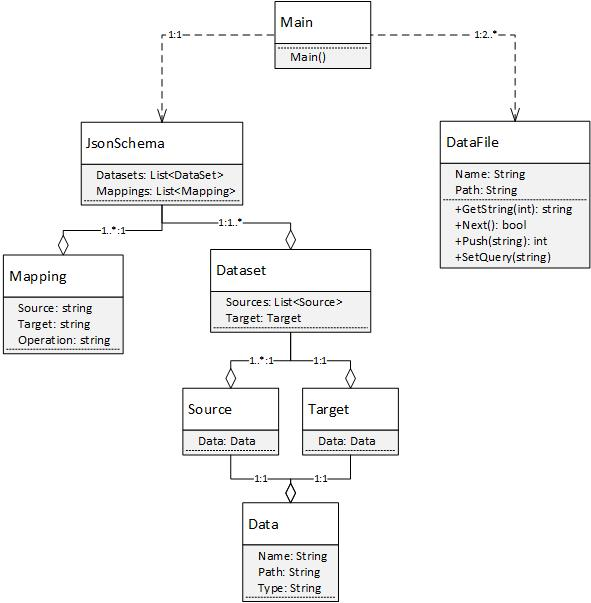 Main
Main()
1:1
1:2..*
JsonSchema
Datasets: List<DataSet>
Mappings: List<Mapping>
DataFile
Name: String
Path: String
+GetString(int): string
+Next(): bool
+Push(string): int
+SetQuery(string)
1..*:1
1:1..*
Mapping
Source: string
Target: string
Operation: string
Dataset
Sources: List<Source>
Target: Target
1..*:1
1:1
Source
Data: Data
Target
Data: Data
1:1
1:1
Data
Name: String
Path: String
Type: String